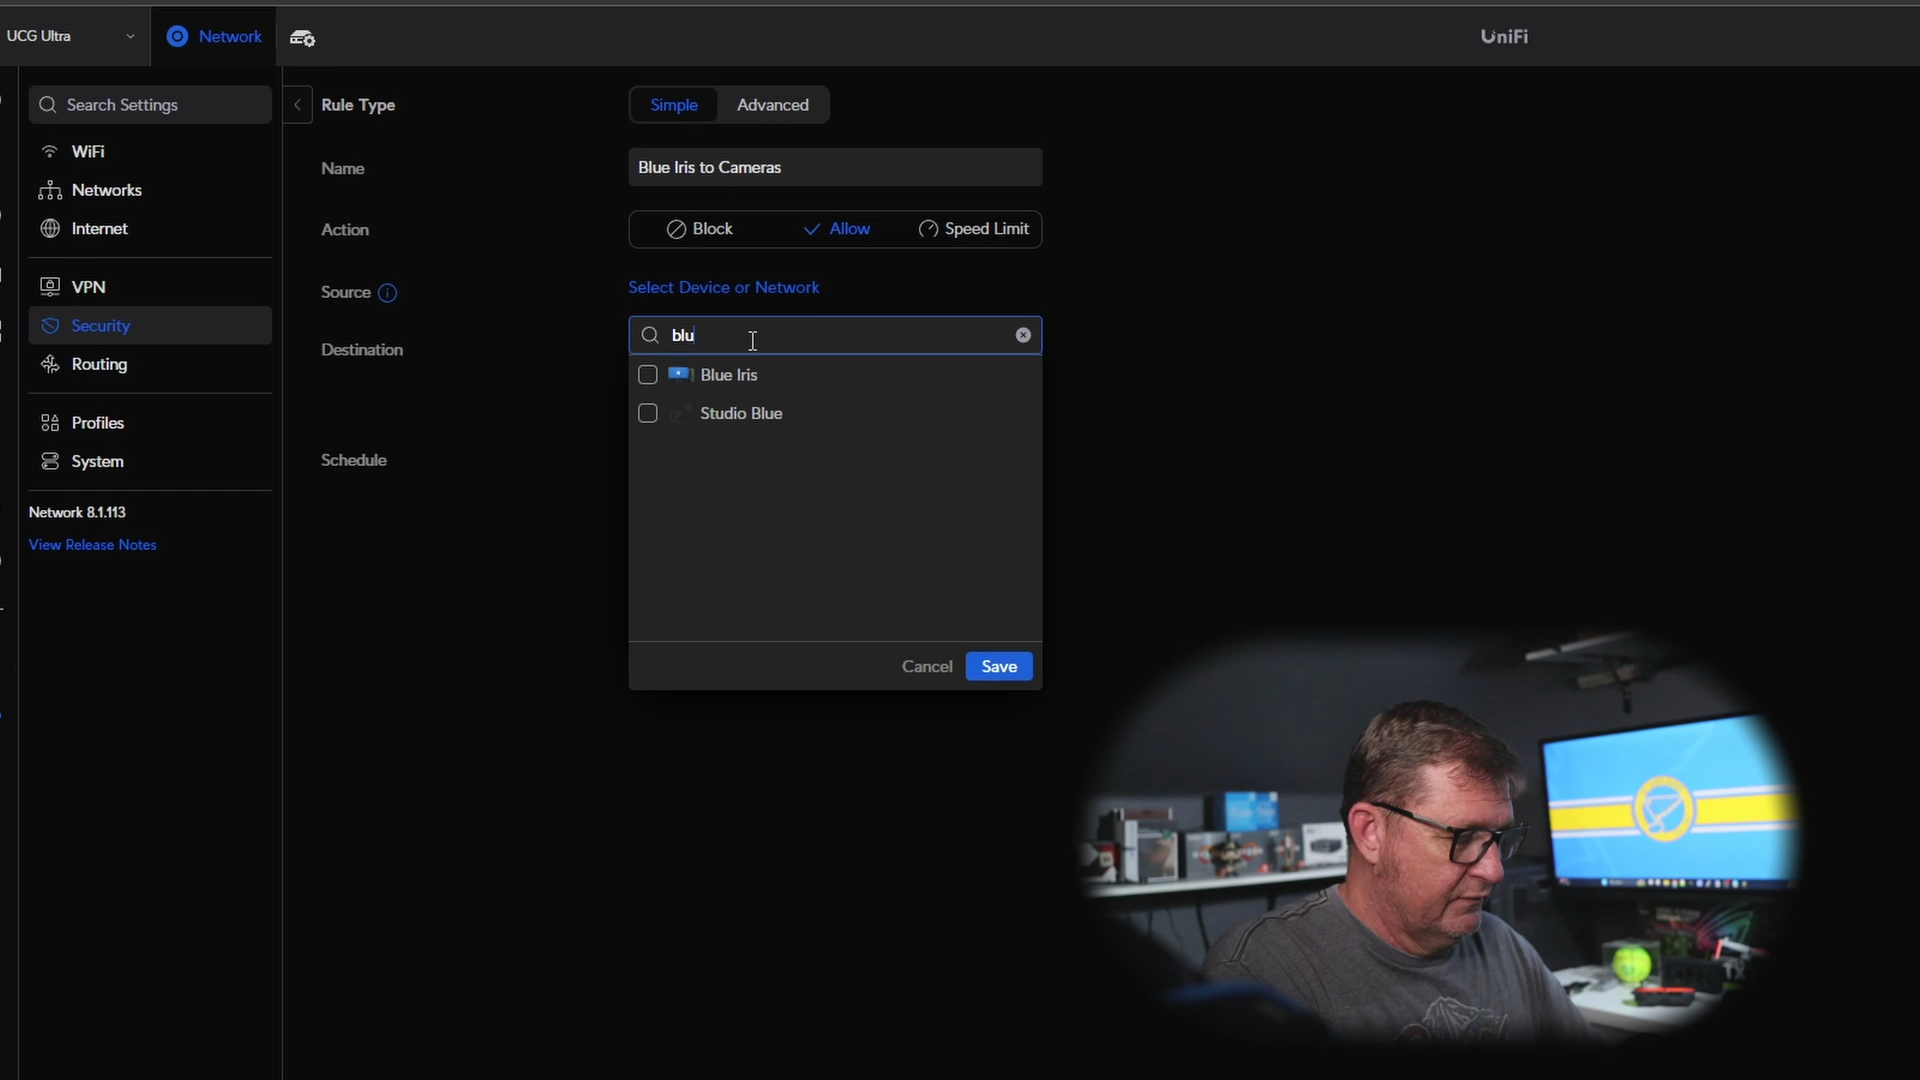 UCG Ultra
Network
UniFi
Search Settings
WiFi
Networks
Internet
VPN
Security
Routing
Profiles
System
Network 8.1.113
View Release Notes
Rule Type
Simple
Advanced
Name
Blue Iris to Cameras
Action
Block
Allow
Speed Limit
Source
Select Device or Network
Destination
blu
Blue Iris
Studio Blue
Schedule
Cancel
Save